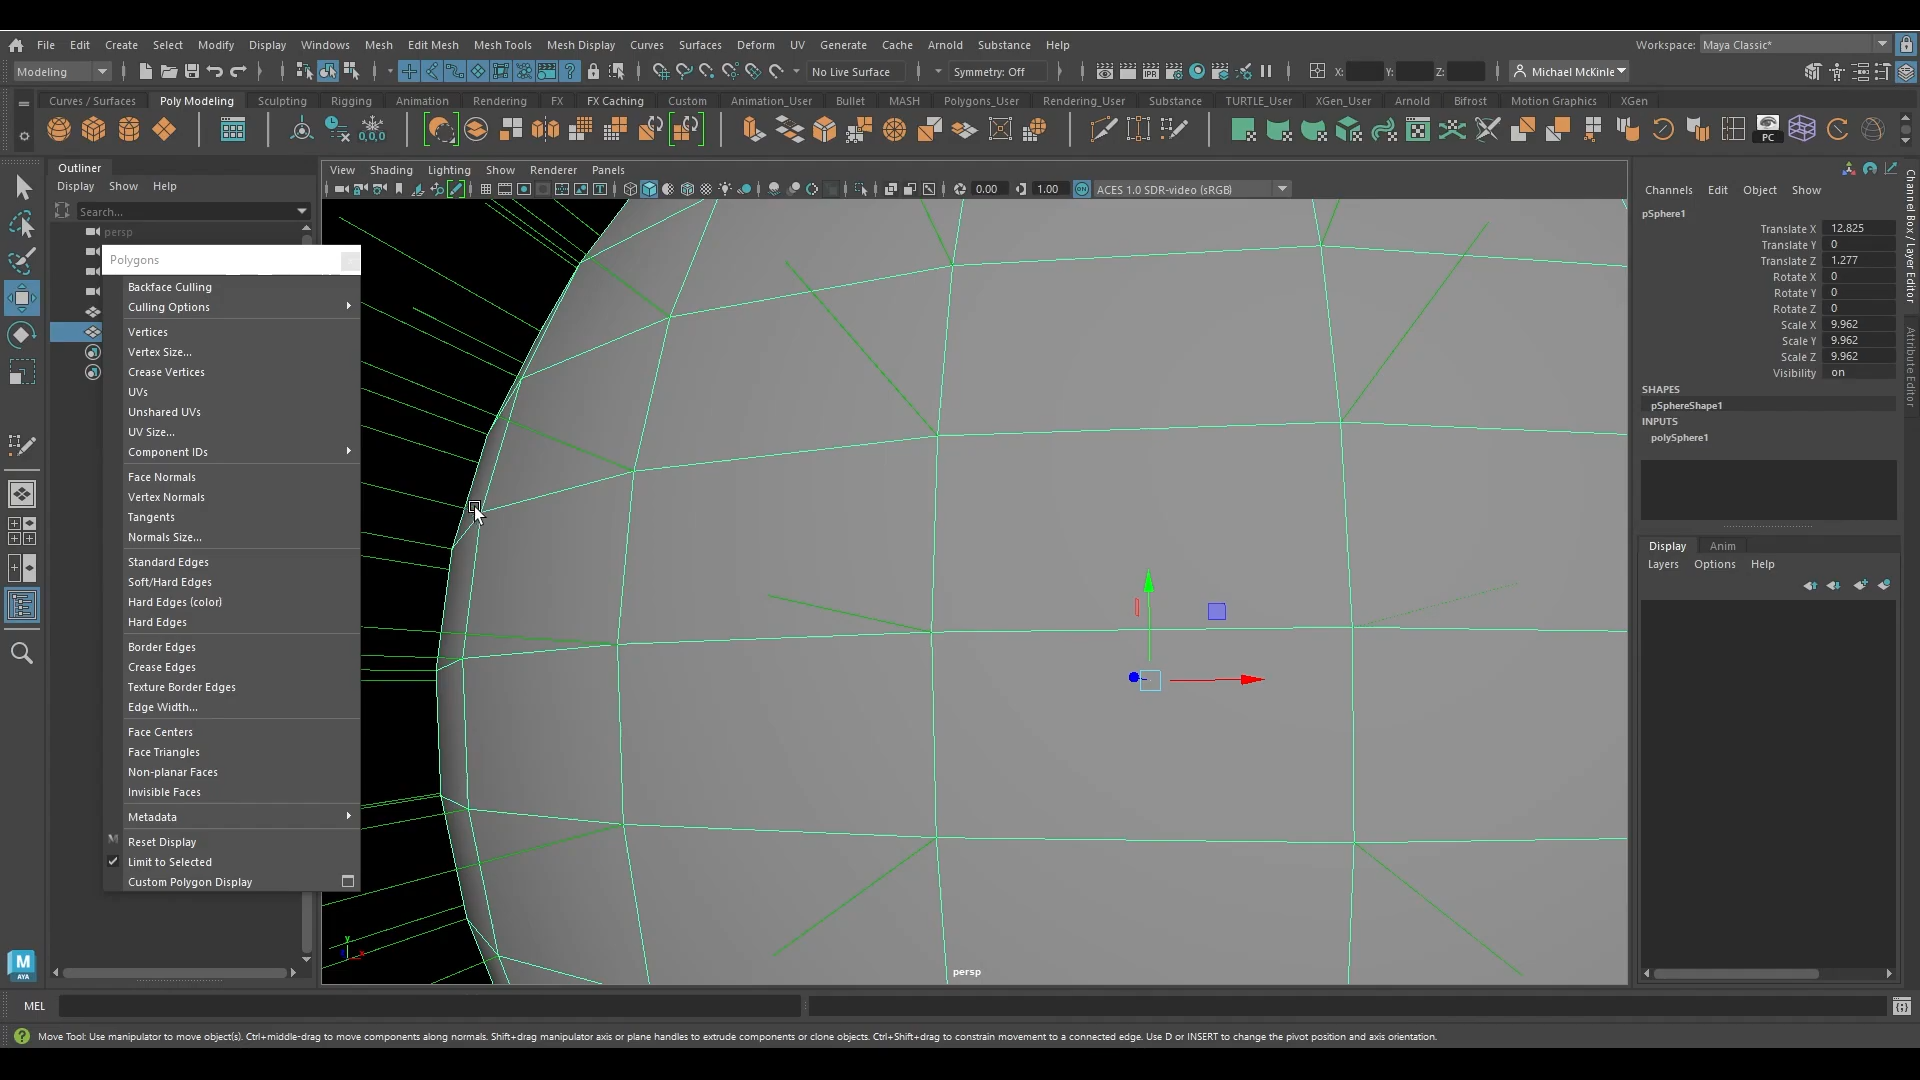 File Edit Create Select Modify Display Windows Mesh Edit Mesh Mesh Tools Mesh Display Curves Surfaces Deform UV Generate Cache Arnold Substance Help
Workspace: Maya Classic*
Modeling
No Live Surface
Symmetry: Off
X: Y: Z:
Michael McKinle
Curves / Surfaces Poly Modeling Sculpting Rigging Animation Rendering FX FX Caching Custom Animation_User Bullet MASH Polygons_User Rendering_User Substance TURTLE_User XGen_User Arnold Bifrost Motion Graphics XGen
0,0,0
PC
Outliner
Display Show Help
Search...
persp
Polygons
Backface Culling
Culling Options
Vertices
Vertex Size...
Crease Vertices
UVs
Unshared UVs
UV Size...
Component IDs
Face Normals
Vertex Normals
Tangents
Normals Size...
Standard Edges
Soft/Hard Edges
Hard Edges (color)
Hard Edges
Border Edges
Crease Edges
Texture Border Edges
Edge Width...
Face Centers
Face Triangles
Non-planar Faces
Invisible Faces
Metadata
Reset Display
Limit to Selected
Custom Polygon Display
View Shading Lighting Show Renderer Panels
0.00 1.00 ON ACES 1.0 SDR-video (sRGB)
y
x
persp
Channels Edit Object Show
pSphere1
Translate X 12.825
Translate Y 0
Translate Z 1.277
Rotate X 0
Rotate Y 0
Rotate Z 0
Scale X 9.962
Scale Y 9.962
Scale Z 9.962
Visibility on
SHAPES
pSphereShape1
INPUTS
polySphere1
Display Anim
Layers Options Help
Channel Box / Layer Editor
Attribute Editor
M
AYA
MEL
Move Tool: Use manipulator to move object(s). Ctrl+middle-drag to move components along normals. Shift+drag manipulator axis or plane handles to extrude components or clone objects. Ctrl+Shift+drag to constrain movement to a connected edge. Use D or INSERT to change the pivot position and axis orientation.